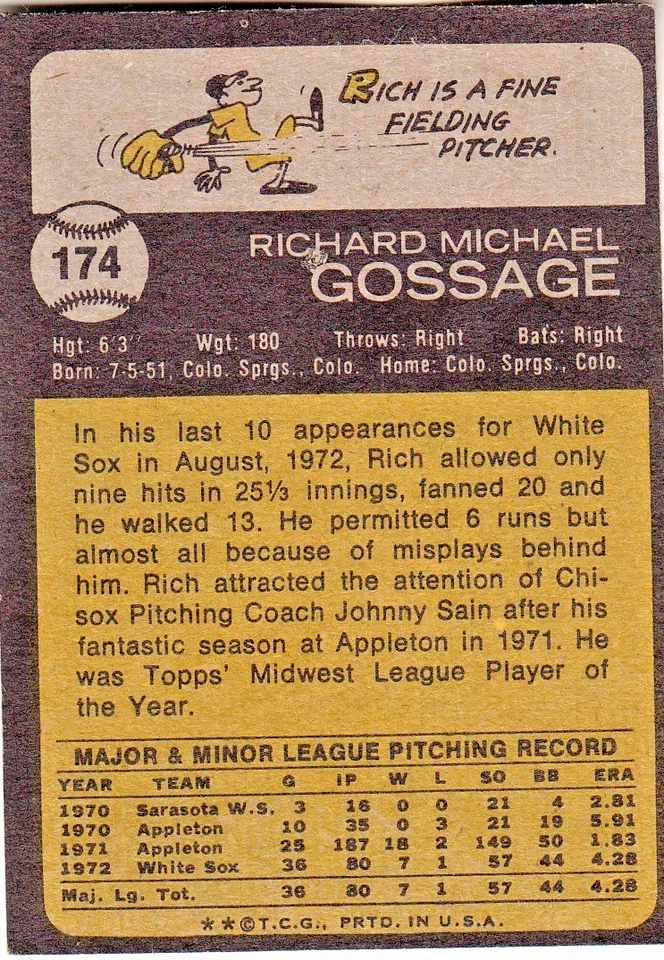 RICH IS A FINE
FIELDING
PITCHER.
174
RICHARD MICHAEL
GOSSAGE
Hgt: 6'3" Wgt: 180 Throws: Right Bats: Right
Born: 7-5-51, Colo. Sprgs., Colo. Home: Colo. Sprgs., Colo.
In his last 10 appearances for White
Sox in August, 1972, Rich allowed only
nine hits in 25⅓ innings, fanned 20 and
he walked 13. He permitted 6 runs but
almost all because of misplays behind
him. Rich attracted the attention of Chi-
sox Pitching Coach Johnny Sain after his
fantastic season at Appleton in 1971. He
was Topps' Midwest League Player of
the Year.
MAJOR & MINOR LEAGUE PITCHING RECORD
YEAR TEAM G IP W L SO BB ERA
1970 Sarasota W.S. 3 16 0 0 21 4 2.81
1970 Appleton 10 35 0 3 21 19 5.91
1971 Appleton 25 187 18 2 149 50 1.83
1972 White Sox 36 80 7 1 57 44 4.28
Maj. Lg. Tot. 36 80 7 1 57 44 4.28
**©T.C.G., PRTD. IN U.S.A.